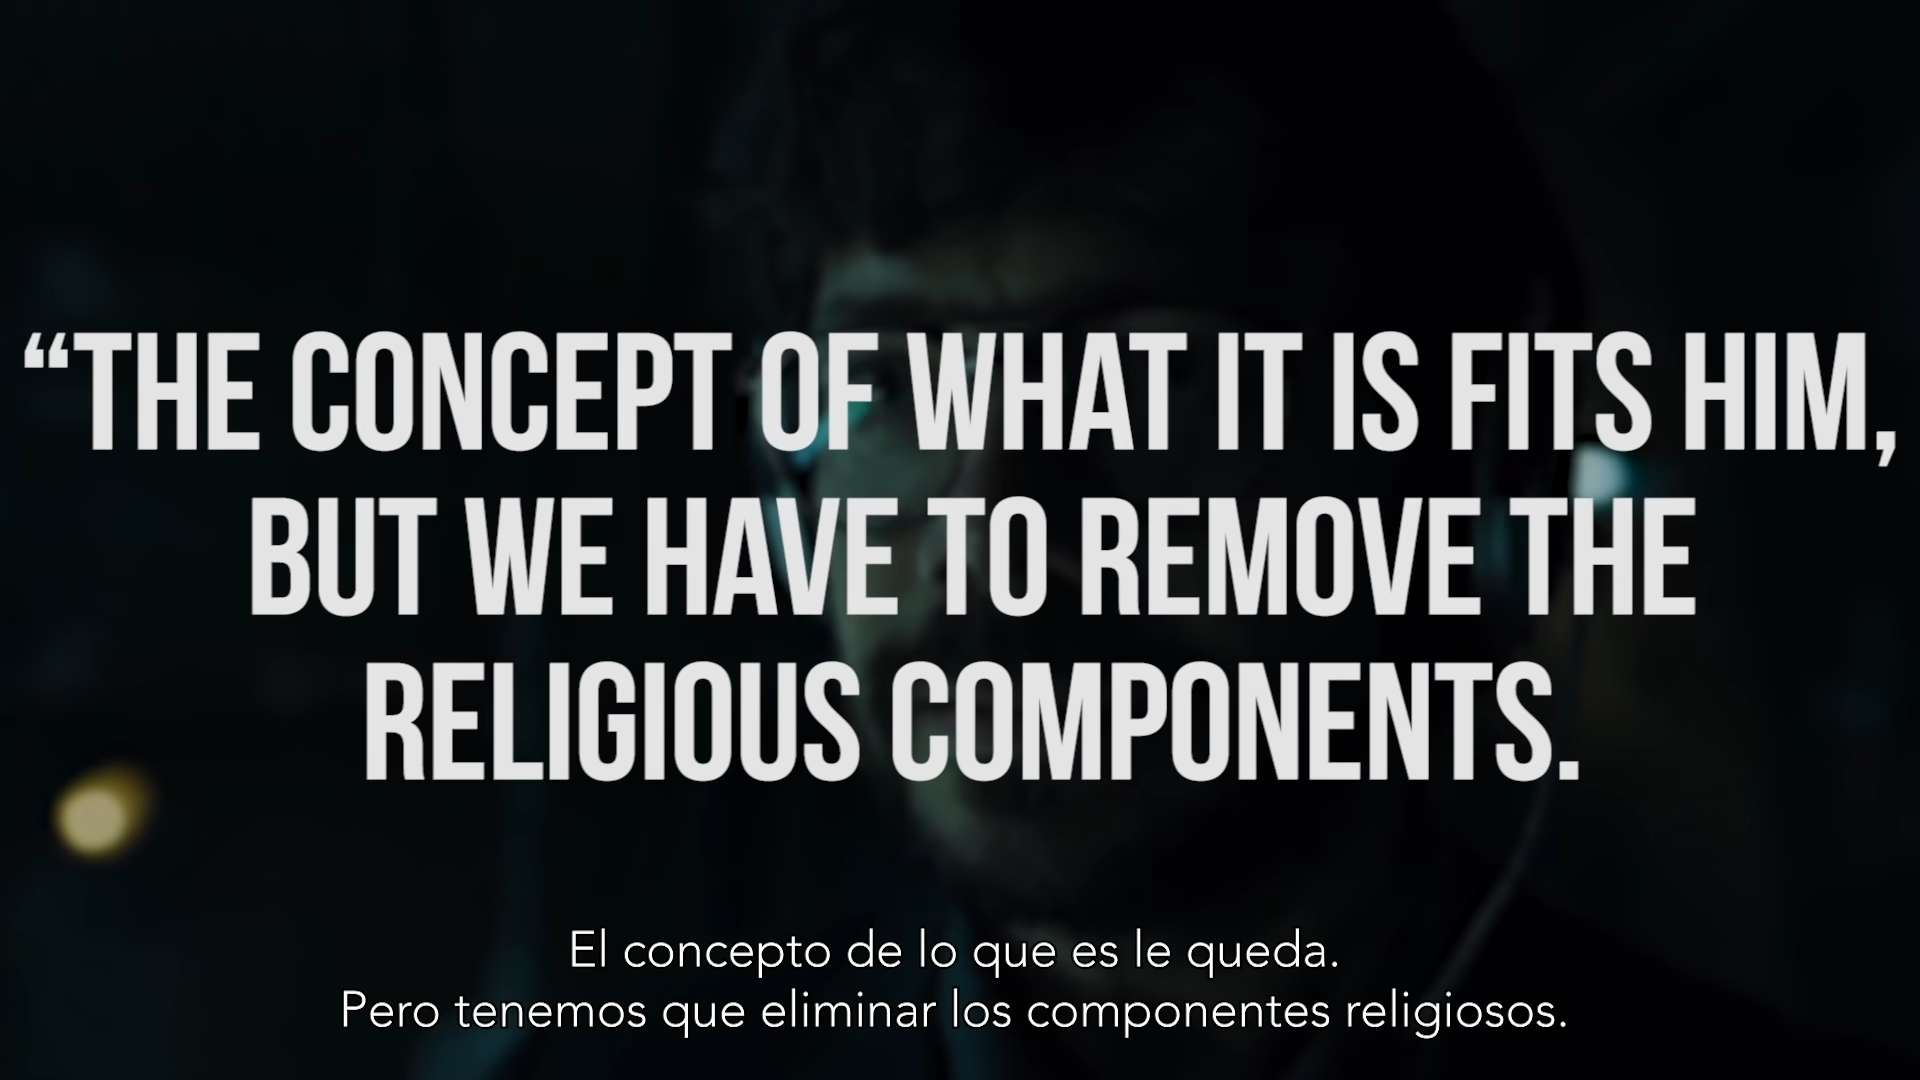 “THE CONCEPT OF WHAT IT IS FITS HIM,
BUT WE HAVE TO REMOVE THE
RELIGIOUS COMPONENTS.
El concepto de lo que es le queda.
Pero tenemos que eliminar los componentes religiosos.